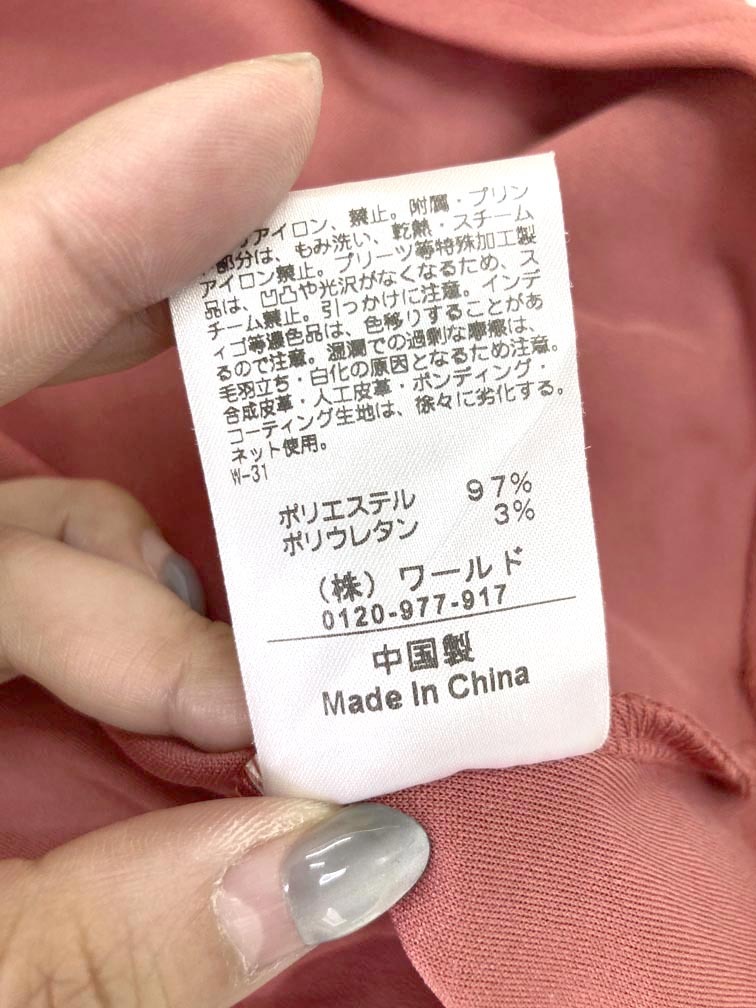 アイロン、禁止。附属・プリン
部分は、もみ洗い、乾熱・スチーム
アイロン禁止。プリーツ等特殊加工製
品は、凹凸や光沢がなくなるため、ス
チーム禁止。引っかけに注意。インデ
ィゴ等濃色品は、色移りすることがあ
るので注意。湿潤での過剰な摩擦は、
毛羽立ち・白化の原因となるため注意。
合成皮革・人工皮革・ボンディング・
コーティング生地は、徐々に劣化する。
ネット使用。
W-31
ポリエステル 97%
ポリウレタン 3%
（株）ワールド
0120-977-917
中国製
Made In China